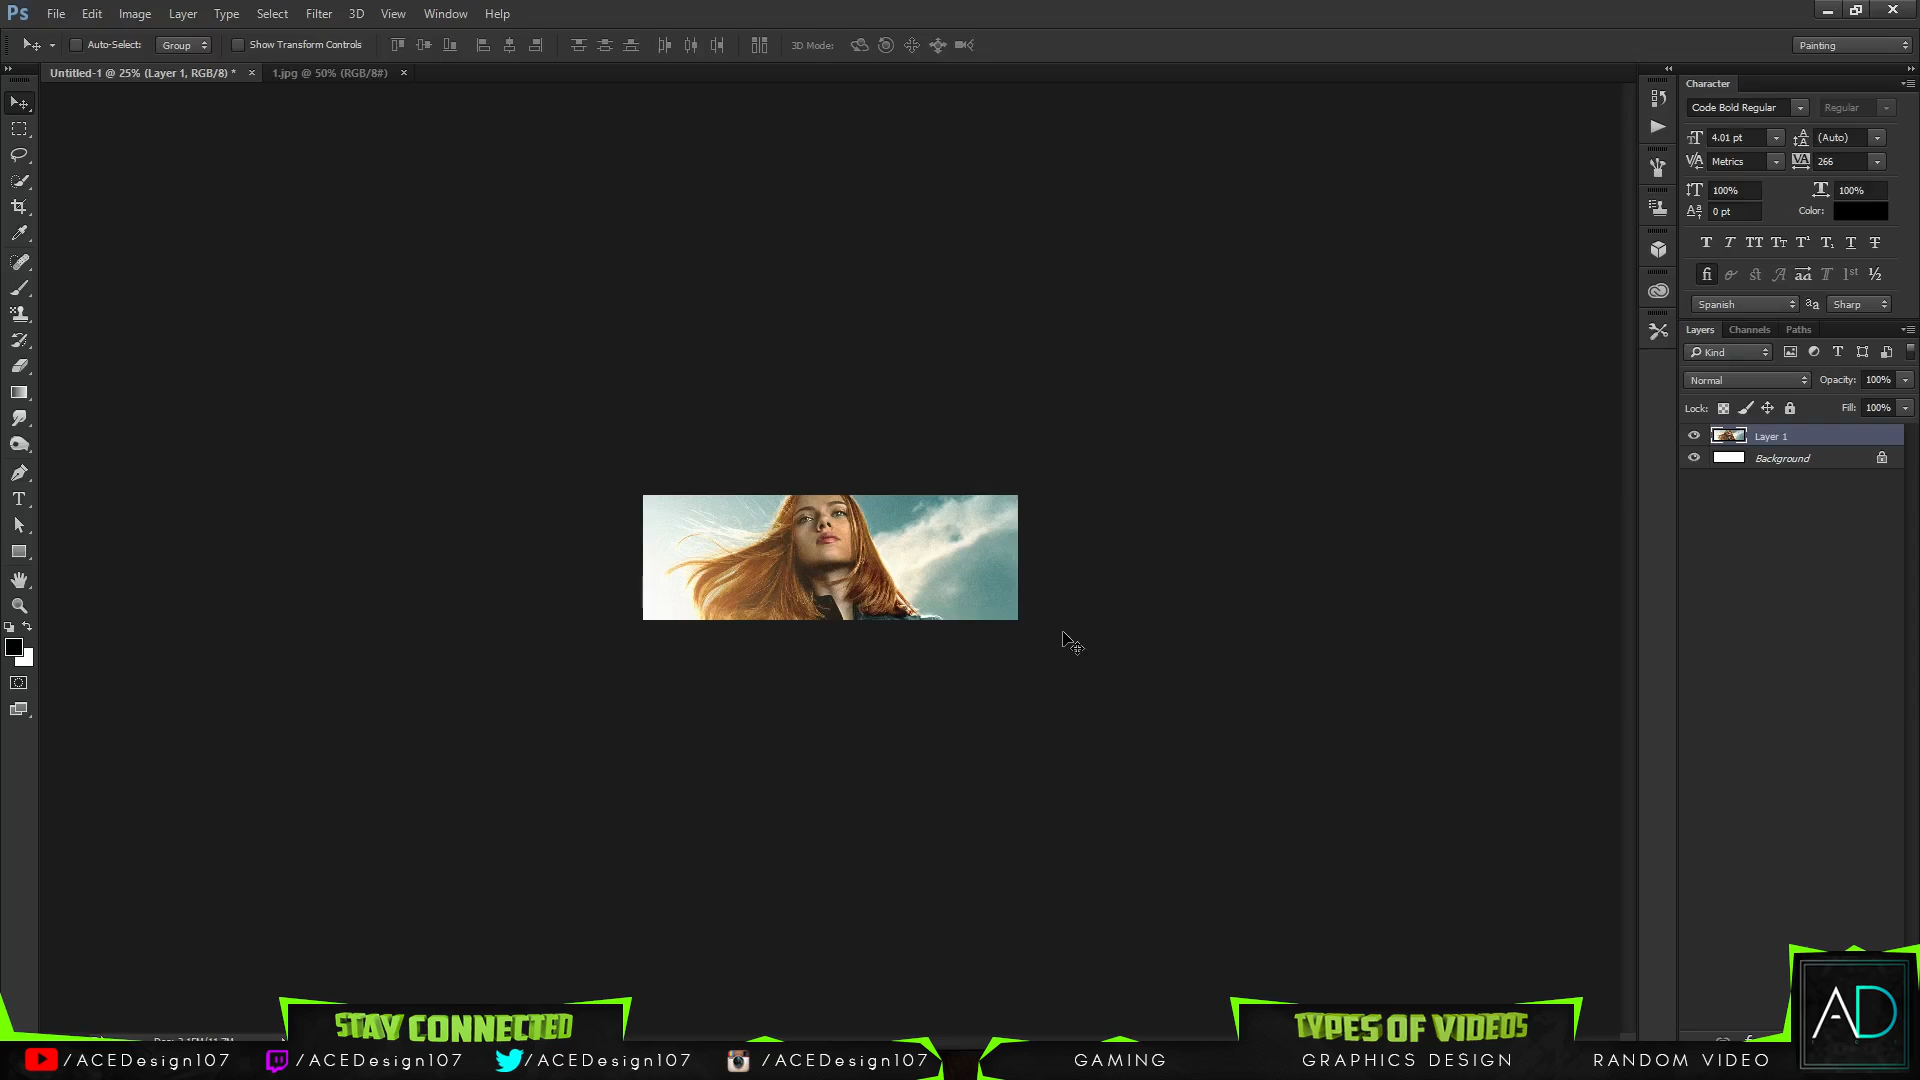 Ps File Edit Image Layer Type Select Filter 3D View Window Help
Auto-Select: Group Show Transform Controls 3D Mode: Painting
Untitled-1 @ 25% (Layer 1, RGB/8) * × 1.jpg @ 50% (RGB/8#) ×
Character
Code Bold Regular Regular
4.01 pt (Auto)
Metrics 266
100% 100%
0 pt Color:
Spanish Sharp
Layers Channels Paths
Kind
Normal Opacity: 100%
Lock: Fill: 100%
Layer 1
Background
STAY CONNECTED
TYPES OF VIDEOS
/ACEDesign107 /ACEDesign107 /ACEDesign107 /ACEDesign107 GAMING GRAPHICS DESIGN RANDOM VIDEO
AD